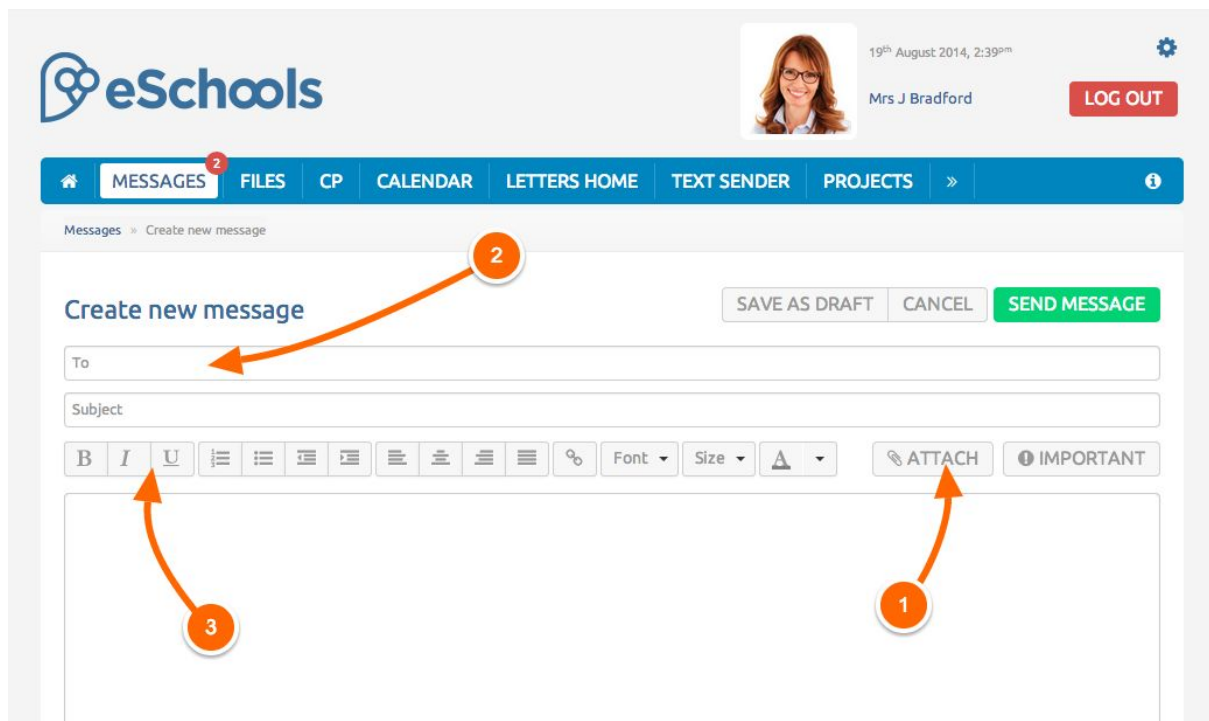 eSchools
19th August 2014, 2:39pm
Mrs J Bradford
LOG OUT
MESSAGES 2 FILES CP CALENDAR LETTERS HOME TEXT SENDER PROJECTS »
Messages » Create new message
2
Create new message
SAVE AS DRAFT CANCEL SEND MESSAGE
To
Subject
B I U Font Size A ATTACH IMPORTANT
1
3